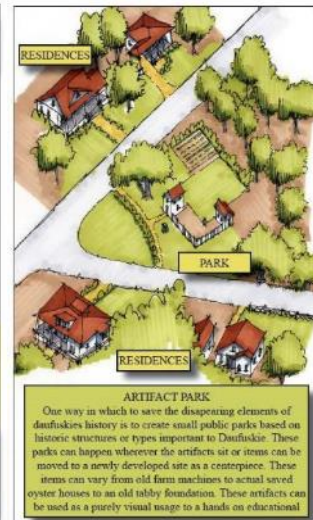 RESIDENCES
PARK
RESIDENCES
ARTIFACT PARK
One way in which to save the disapearing elements of
daufuskies history is to create small public parks based on
historic structures or types important to Daufuskie. These
parks can happen wherever the artifacts sit or items can be
moved to a newly developed site as a centerpiece. These
items can vary from old farm machines to actual saved
oyster houses to an old tabby foundation. These artifacts can
be used as a purely visual usage to a hands on educational